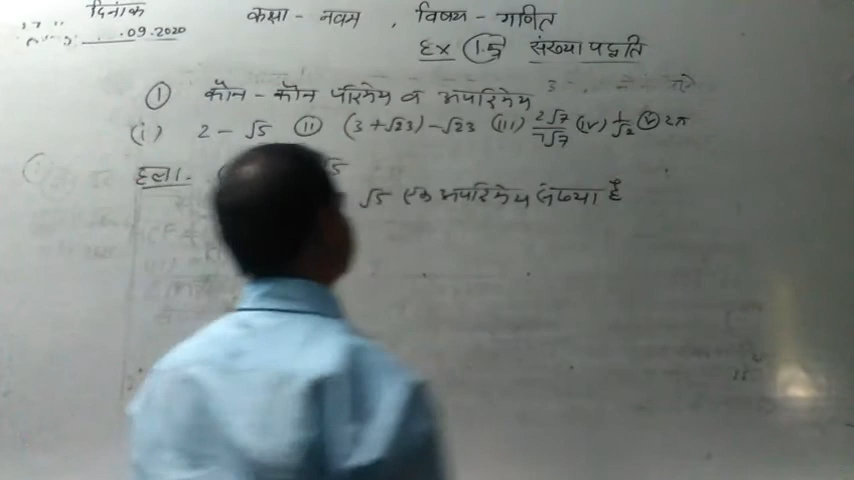 दिनांक कक्षा - नवम , विषय - गणित
.09.2020 Ex 1.5 संख्या पद्धति
① कौन - कौन परिमेय व अपरिमेय
(i) 2 - √5 (ii) (3 + √23) - √23 (iii) 2√7/7√7 (iv) 1/√2 (v) 2π
हल। √5
√5 एक अपरिमेय संख्या है